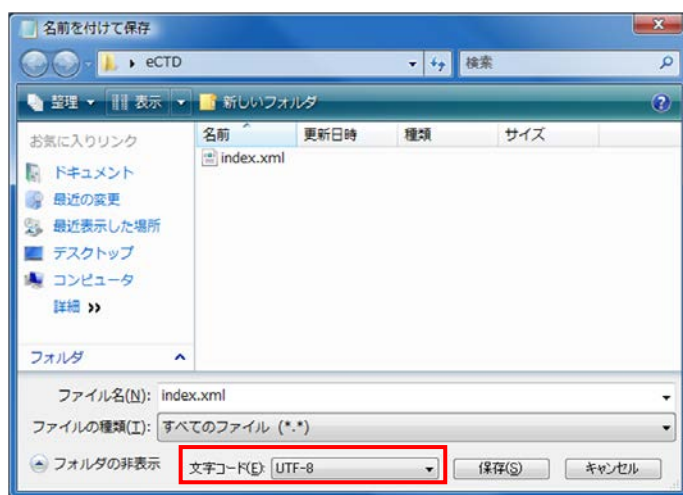 名前を付けて保存
eCTD
検索
整理 表示 新しいフォルダ
お気に入りリンク
名前 更新日時 種類 サイズ
index.xml
ドキュメント
最近の変更
最近表示した場所
デスクトップ
コンピュータ
詳細 >>
フォルダ
ファイル名(N): index.xml
ファイルの種類(T): すべてのファイル (*.*)
フォルダの非表示 文字コード(E): UTF-8 保存(S) キャンセル